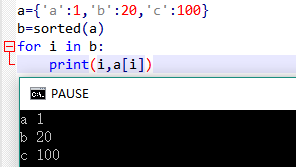 a={'a':1,'b':20,'c':100}
b=sorted(a)
for i in b:
    print(i,a[i])
C:\. PAUSE
a 1
b 20
c 100